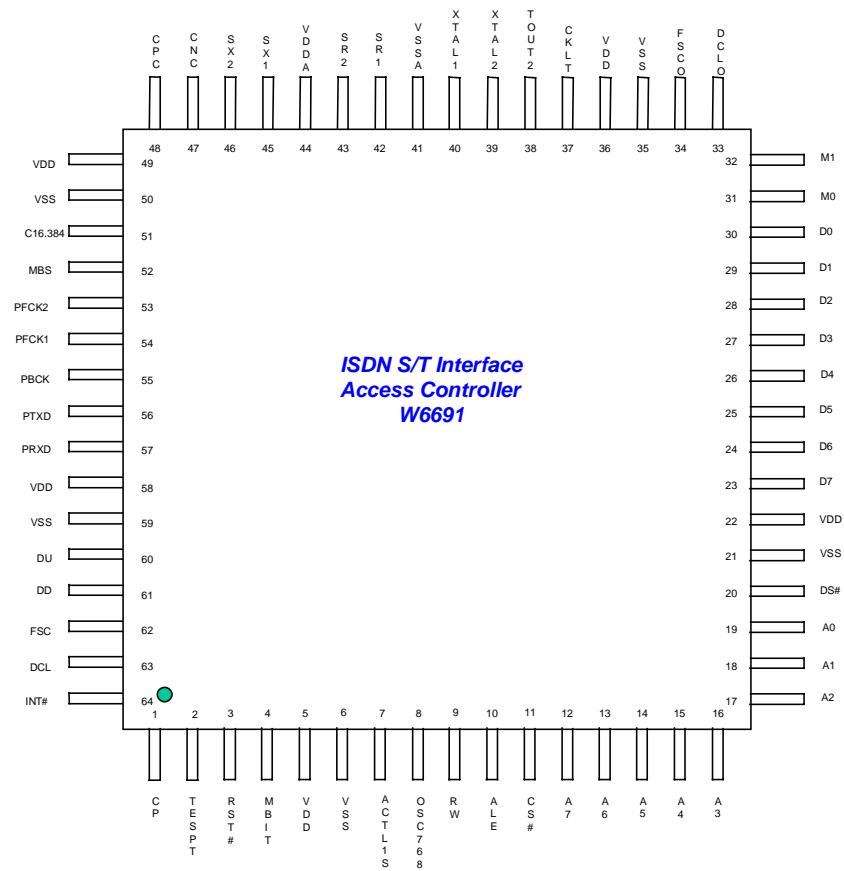 CPC CNC SX2 SX1 VDDA SR2 SR1 VSSA XTAL1 XTAL2 TOUT2 CKLT VDD VSS FSCO DCLO
48 47 46 45 44 43 42 41 40 39 38 37 36 35 34 33
VDD 49 32 M1
VSS 50 31 M0
C16.384 51 30 D0
MBS 52 29 D1
PFCK2 53 28 D2
PFCK1 54 27 D3
PBCK 55 26 D4
PTXD 56 25 D5
PRXD 57 24 D6
VDD 58 23 D7
VSS 59 22 VDD
DU 60 21 VSS
DD 61 20 DS#
FSC 62 19 A0
DCL 63 18 A1
INT# 64 17 A2
ISDN S/T Interface
Access Controller
W6691
1 2 3 4 5 6 7 8 9 10 11 12 13 14 15 16
CP TESPT RST# MBIT VDD VSS ACTL1S OSC768 RW ALE CS# A7 A6 A5 A4 A3